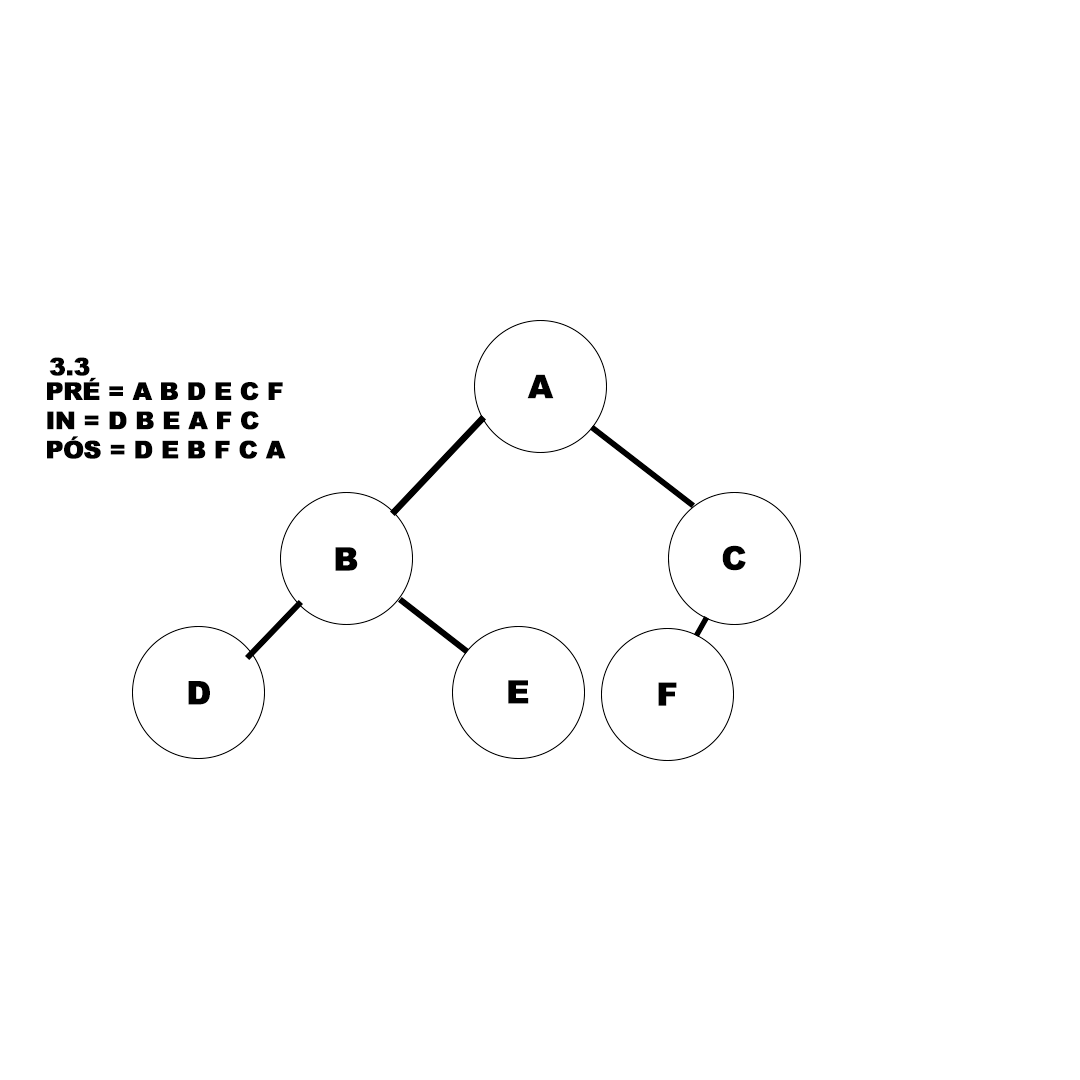 3.3
PRÉ = A B D E C F
IN = D B E A F C
PÓS = D E B F C A
A
B
C
D
E
F